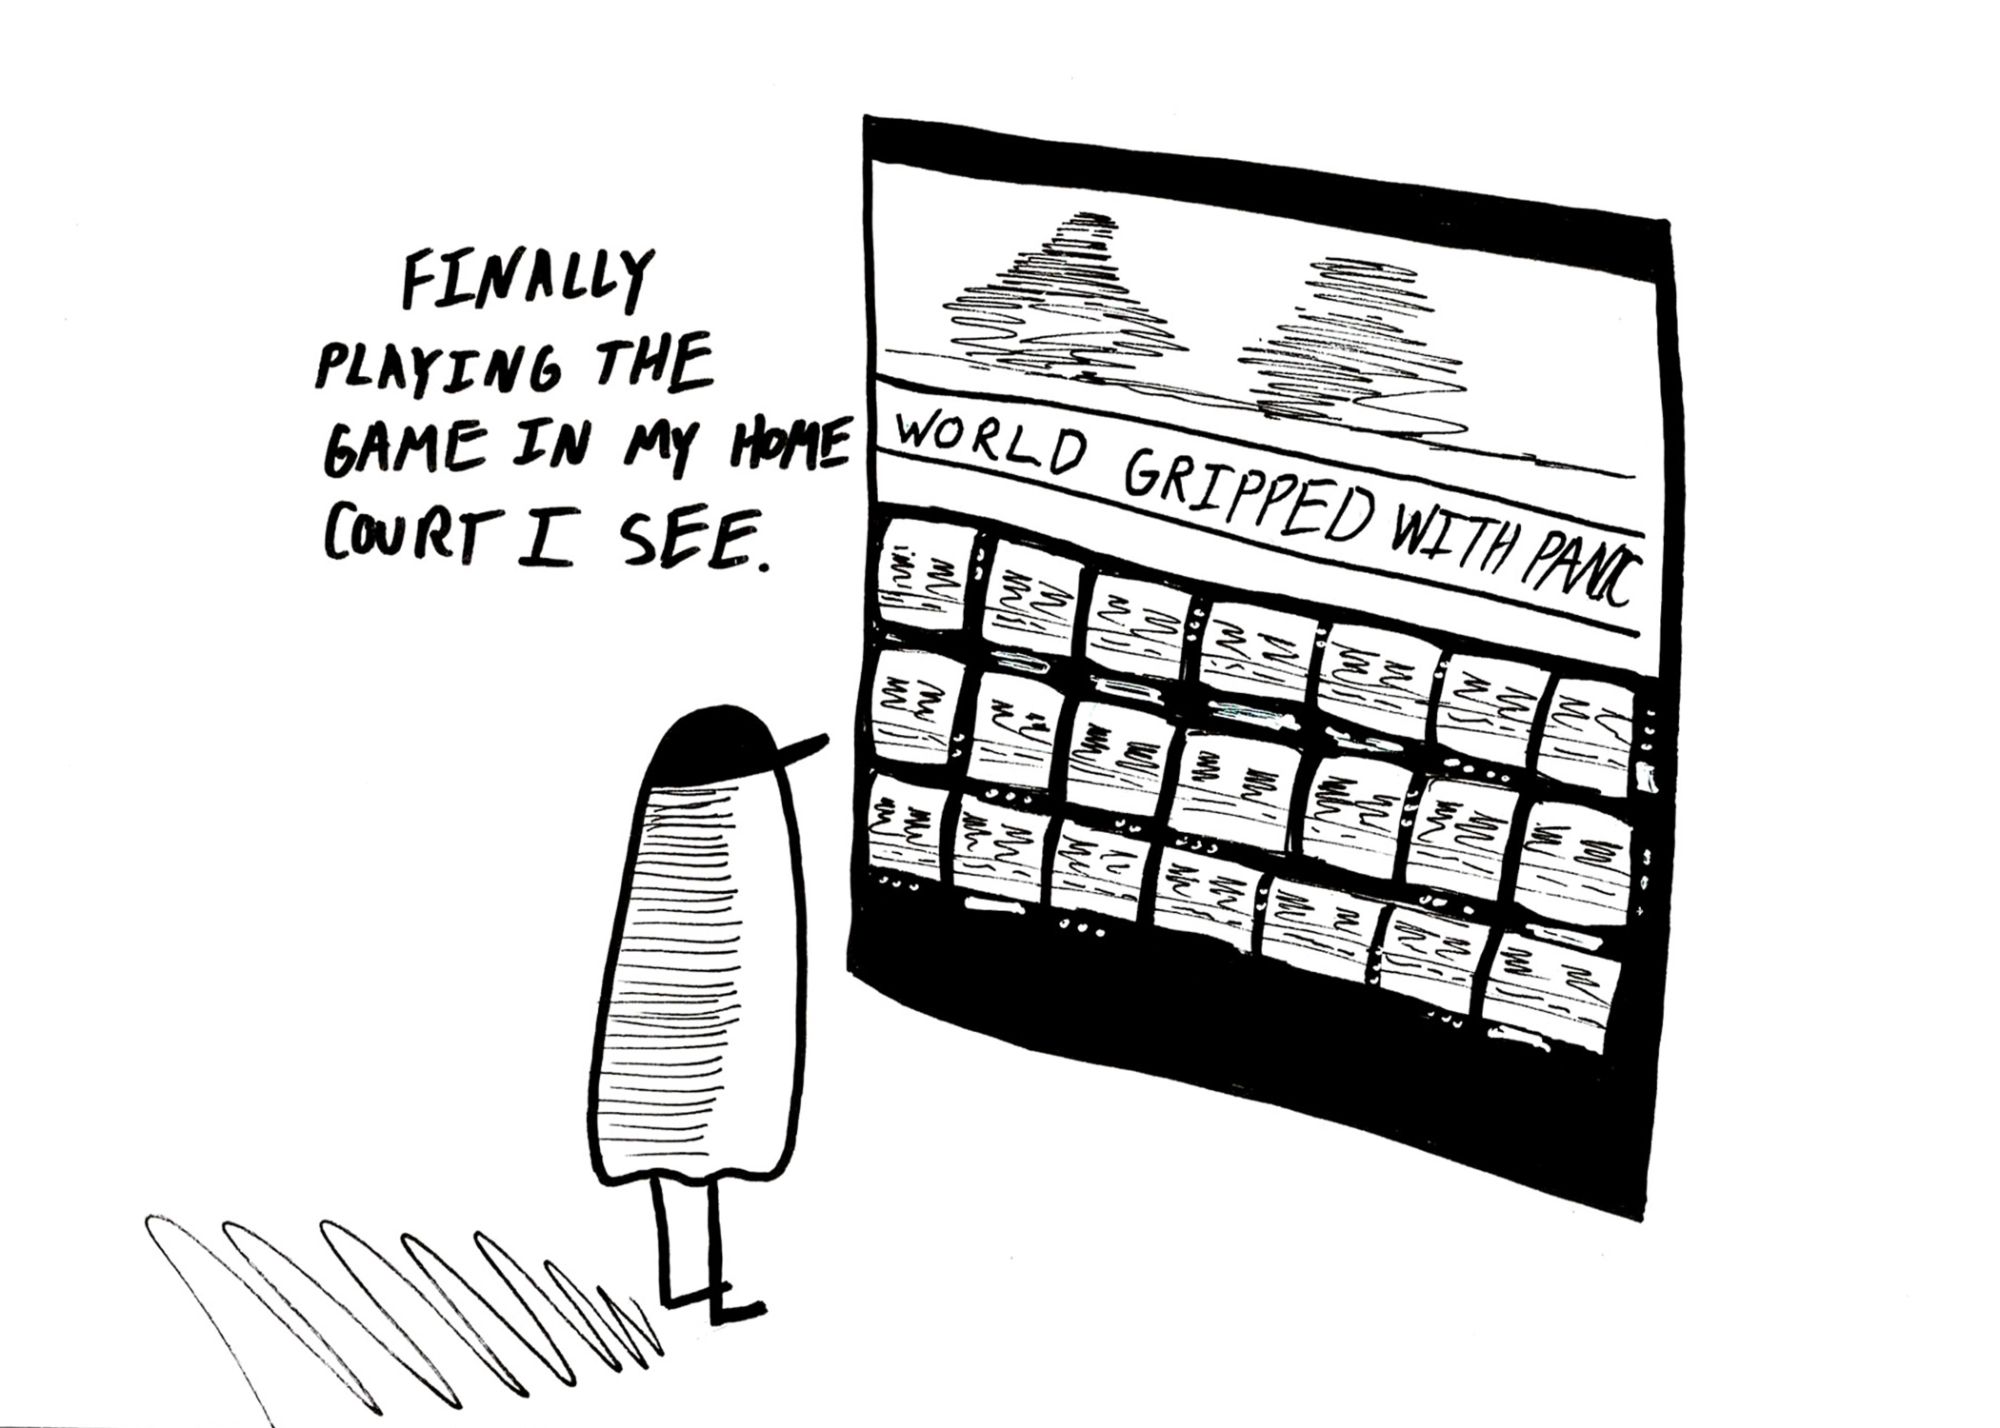 FINALLY
PLAYING THE
GAME IN MY HOME
COURT I SEE.
WORLD GRIPPED WITH PANIC